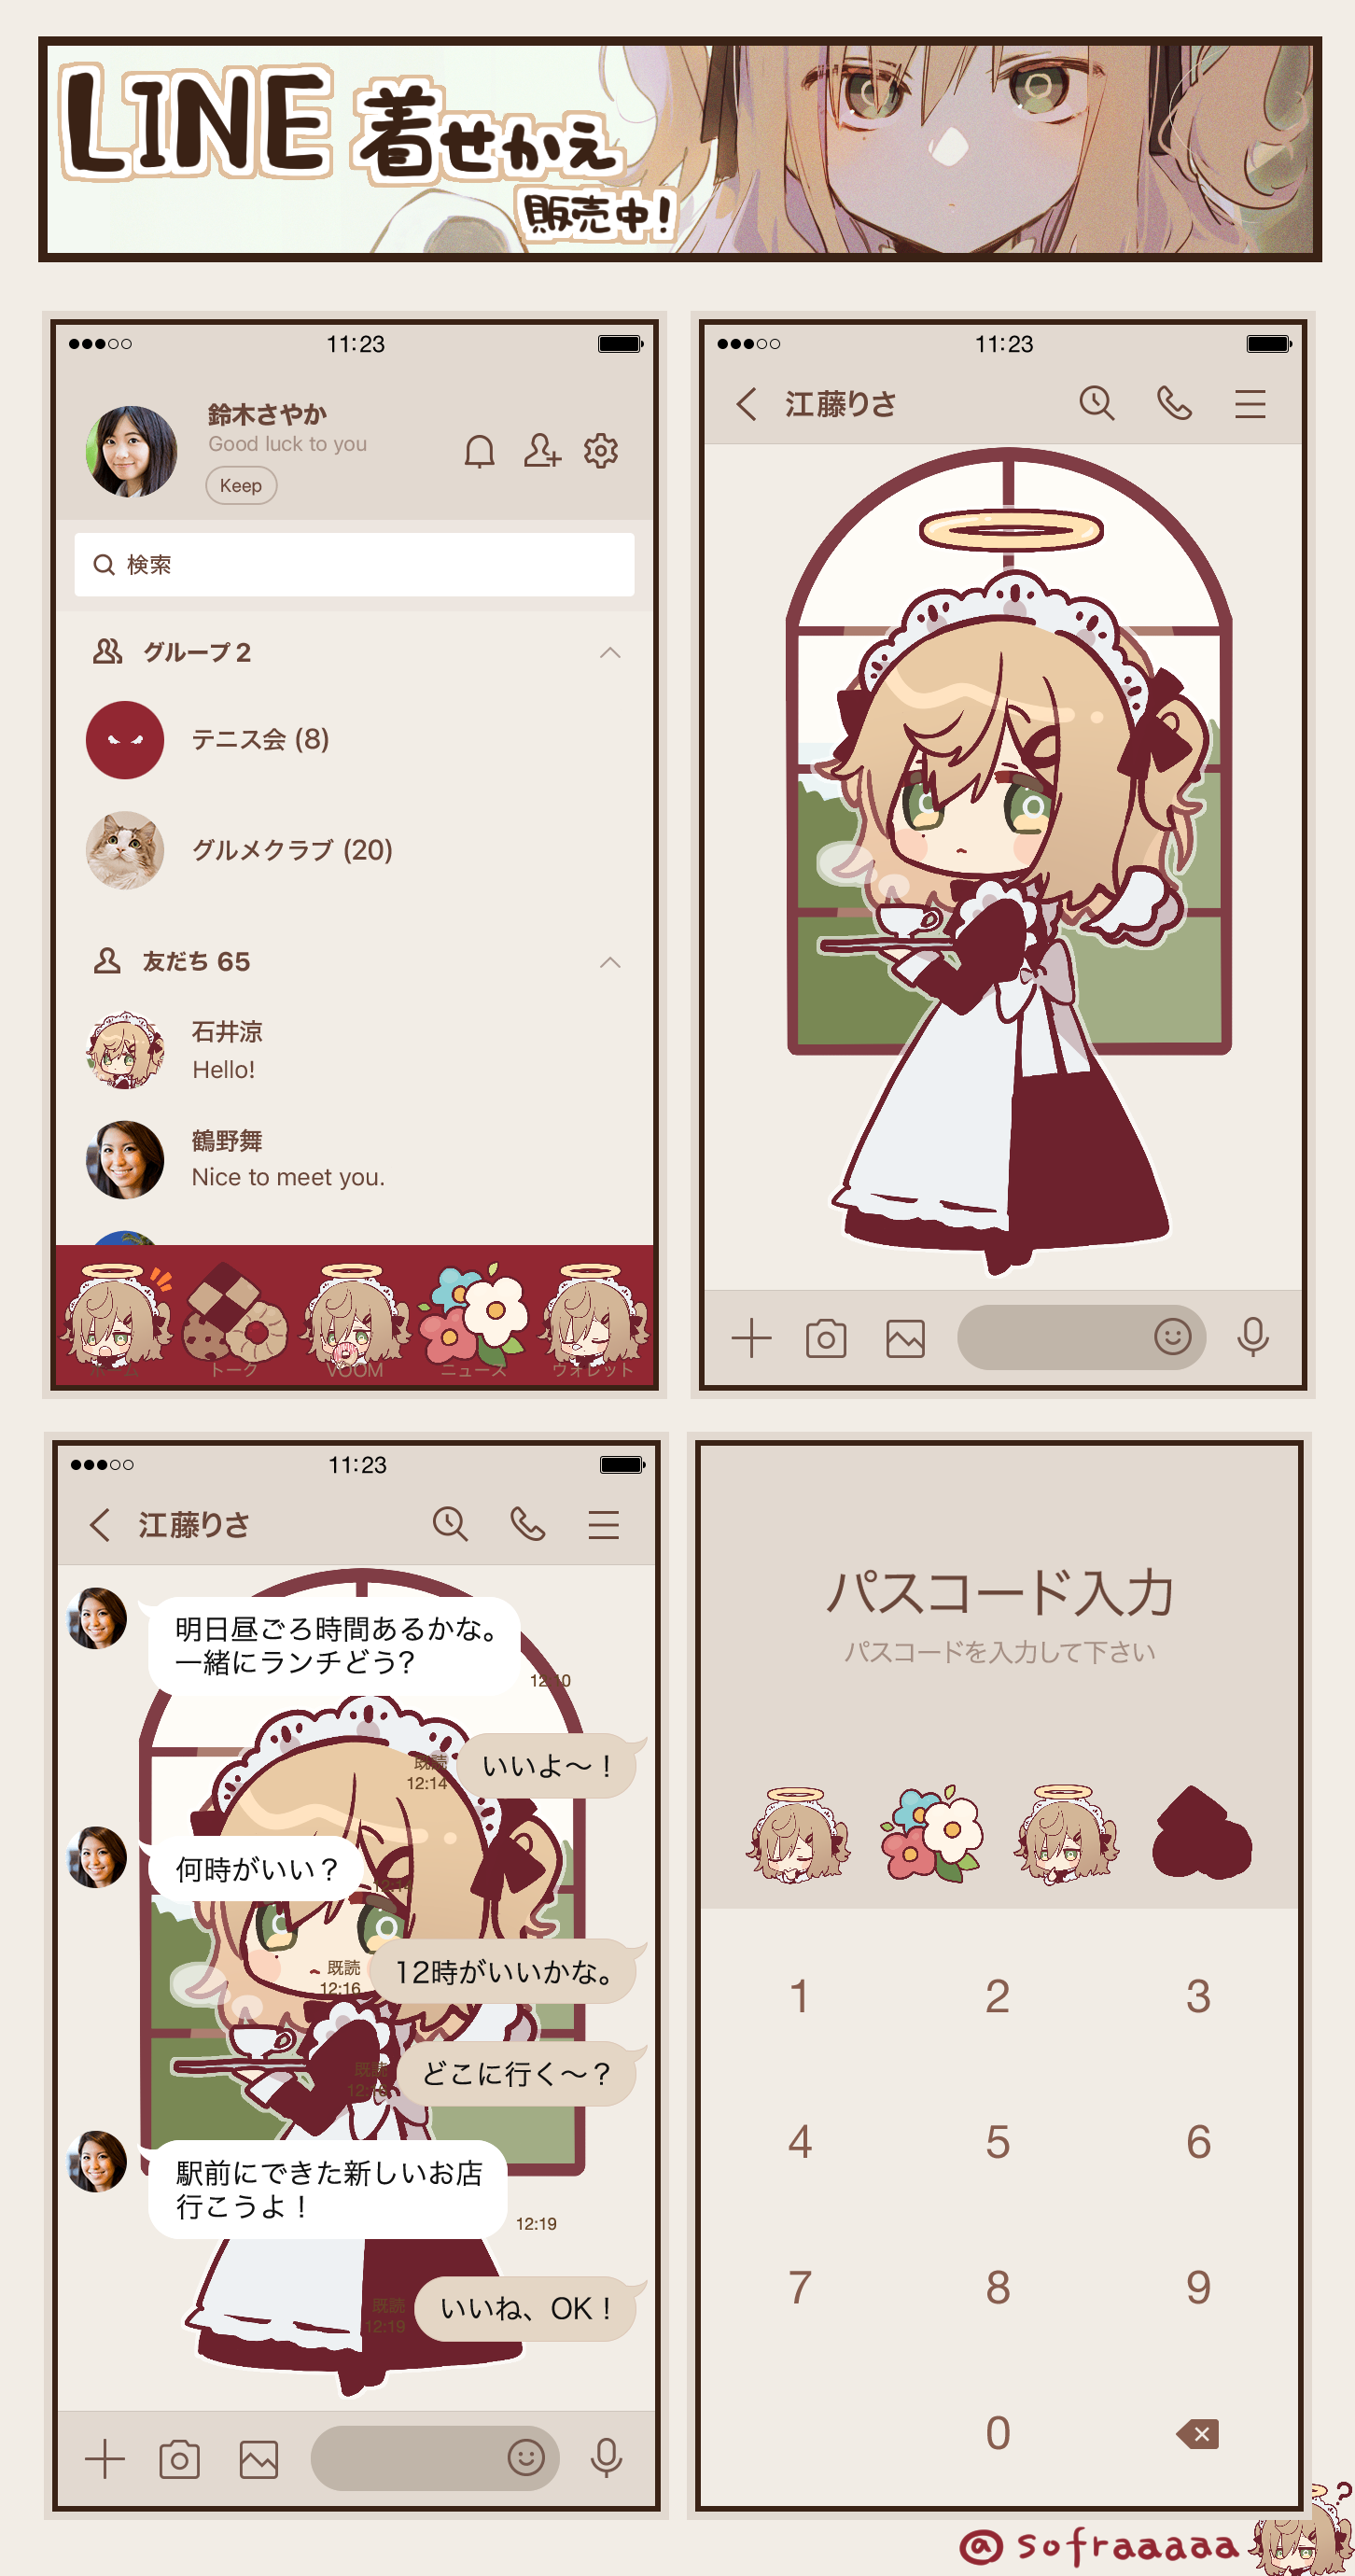 LINE 着せかえ
販売中!
11:23
鈴木さやか
Good luck to you
Keep
検索
グループ 2
テニス会 (8)
グルメクラブ (20)
友だち 65
石井涼
Hello!
鶴野舞
Nice to meet you.
ホーム トーク VOOM ニュース ウォレット
11:23
江藤りさ
11:23
江藤りさ
明日昼ごろ時間あるかな。
一緒にランチどう?
12:10
いいよ〜！
既読
12:14
何時がいい？
12時がいいかな。
既読
12:16
どこに行く〜？
既読
12:16
駅前にできた新しいお店
行こうよ！
12:19
いいね、OK！
既読
12:19
パスコード入力
パスコードを入力して下さい
1 2 3
4 5 6
7 8 9
0
?
@sofraaaaa